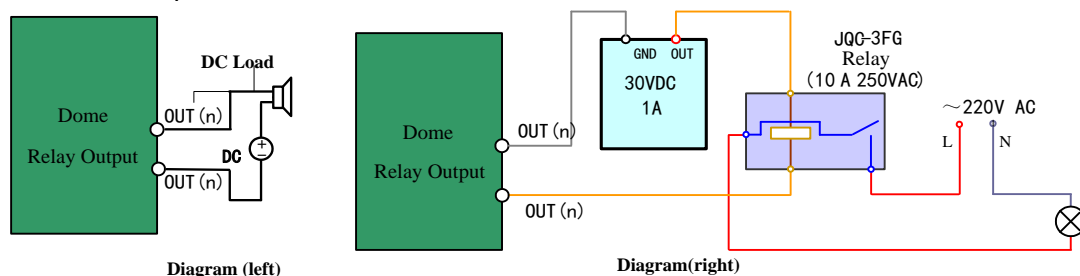 DC Load
OUT(n)
Dome
Relay Output
DC
OUT(n)
Diagram (left)
GND OUT
30VDC
1A
JQC-3FG
Relay
(10 A 250VAC)
~220V AC
L N
Dome
Relay Output
OUT(n)
OUT(n)
Diagram(right)